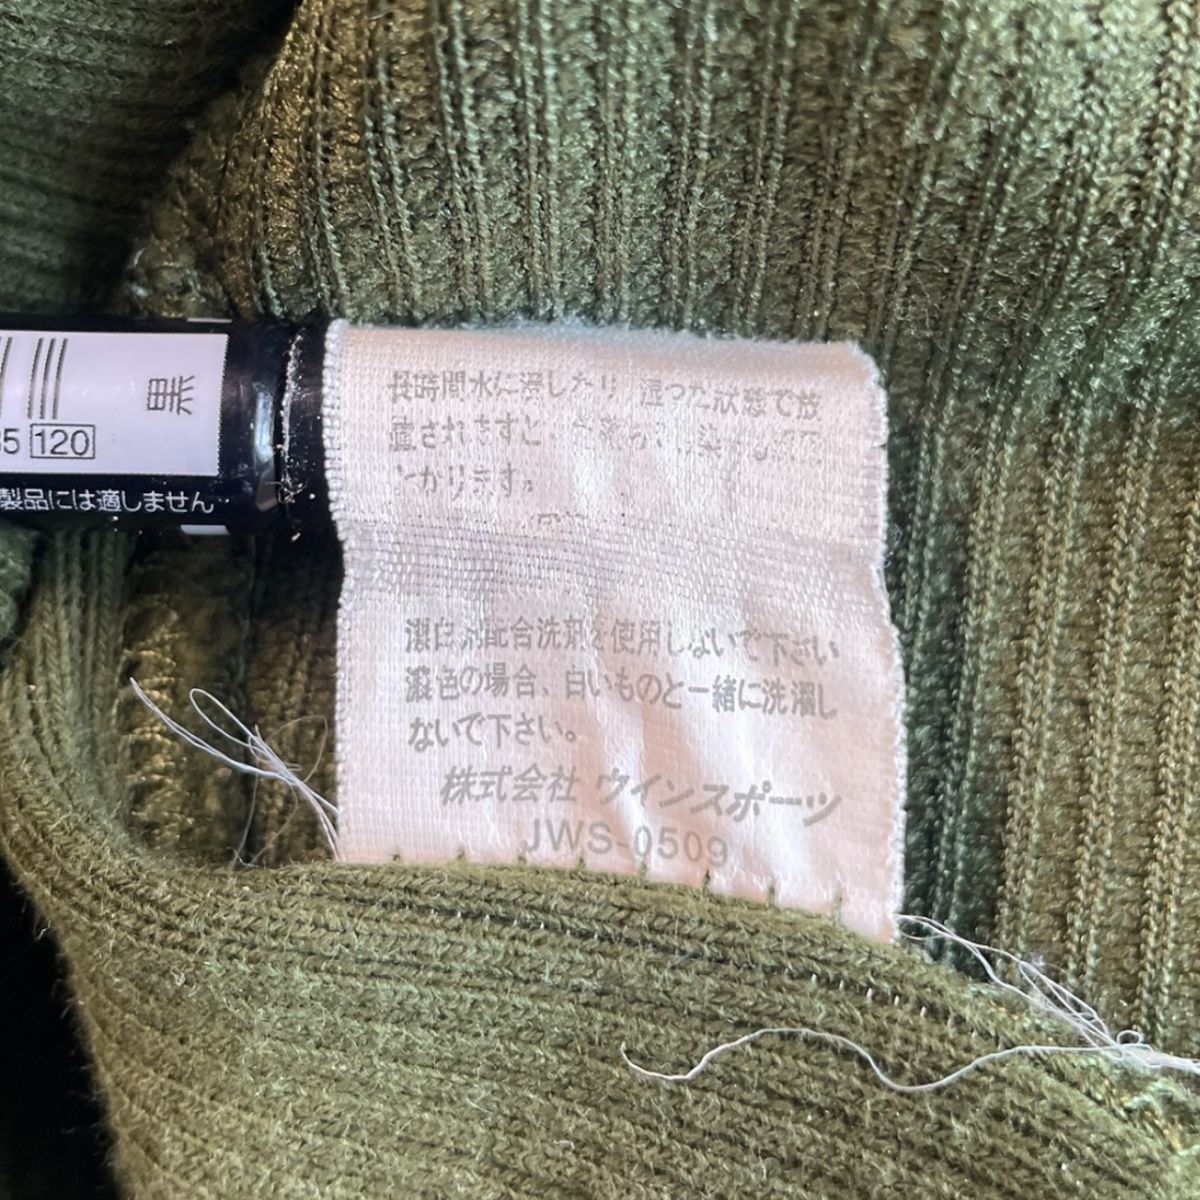 黒
120
製品には適しません
長時間水に浸したり 湿った状態で放
置されますと、
かります。
漂白剤配合洗剤を使用しないで下さい
濃色の場合、白いものと一緒に洗濯し
ないで下さい。
株式会社 ウインスポーツ
JWS-0509